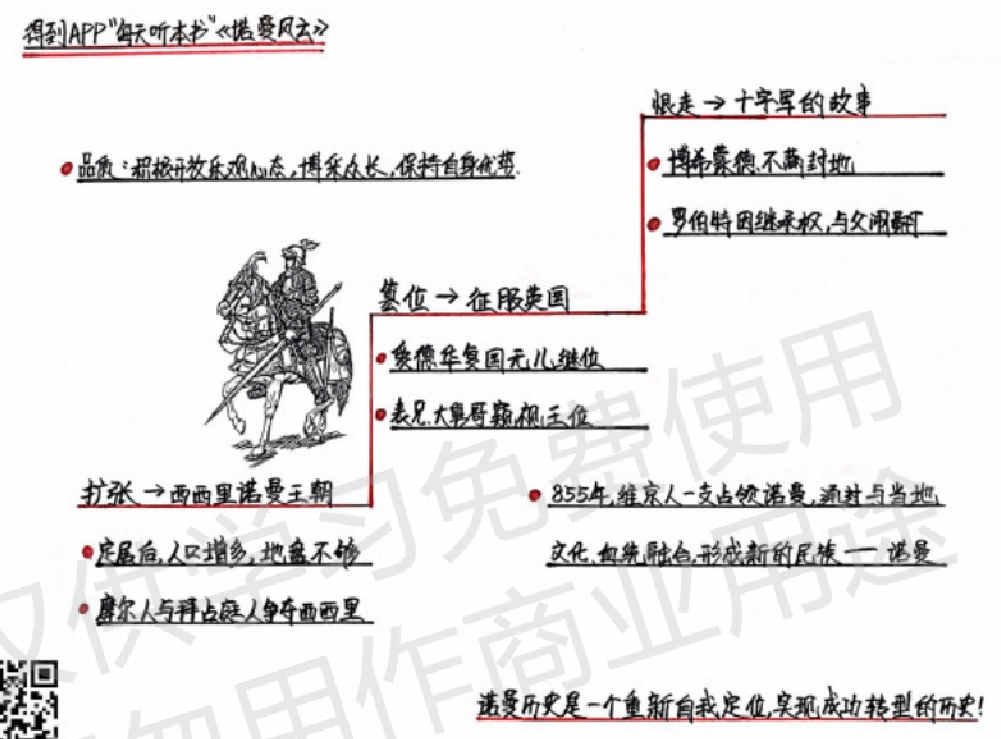 得到APP“每天听本书”《诺曼风云》
恨走→十字军的故事
博希蒙德不满封地
罗伯特因继承权,与父闹翻
品质:积极开放乐观心态,博采众长,保持自身优势.
篡位→征服英国
爱德华复国无儿继位
表兄大舅哥觊觎王位
扩张→西西里诺曼王朝
定居后,人口增多,地盘不够
摩尔人与拜占庭人争夺西西里
855年,维京人一支占领诺曼,通过与当地
文化,血统融合,形成新的民族——诺曼
诺曼历史是一个重新自我定位,实现成功转型的历史!
仅供学习免费使用
勿用作商业用途